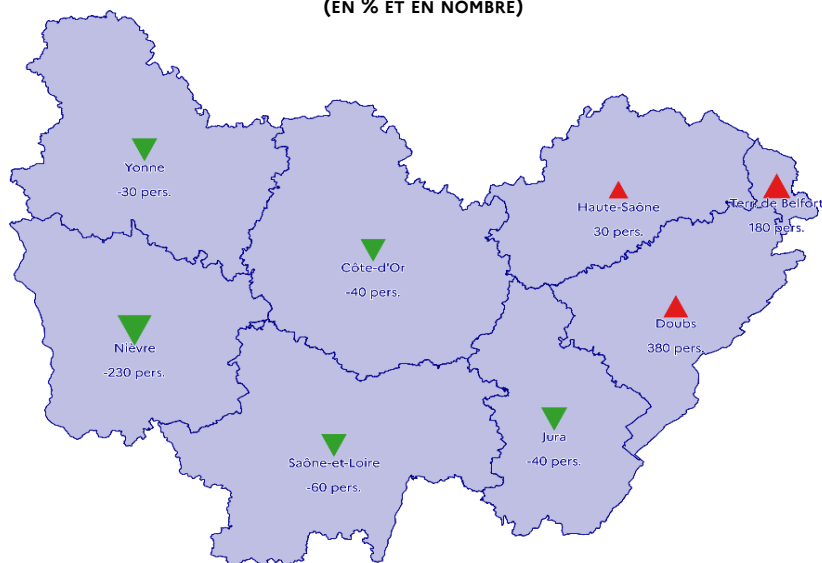 (EN % ET EN NOMBRE)
Yonne
-30 pers.
Haute-Saône
30 pers.
Terr. de Belfort
180 pers.
Côte-d'Or
-40 pers.
Doubs
380 pers.
Nièvre
-230 pers.
Jura
-40 pers.
Saône-et-Loire
-60 pers.